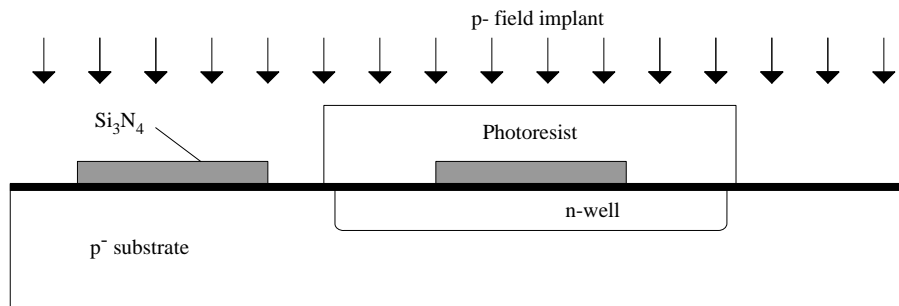 p- field implant
Si₃N₄
Photoresist
n-well
p⁻ substrate